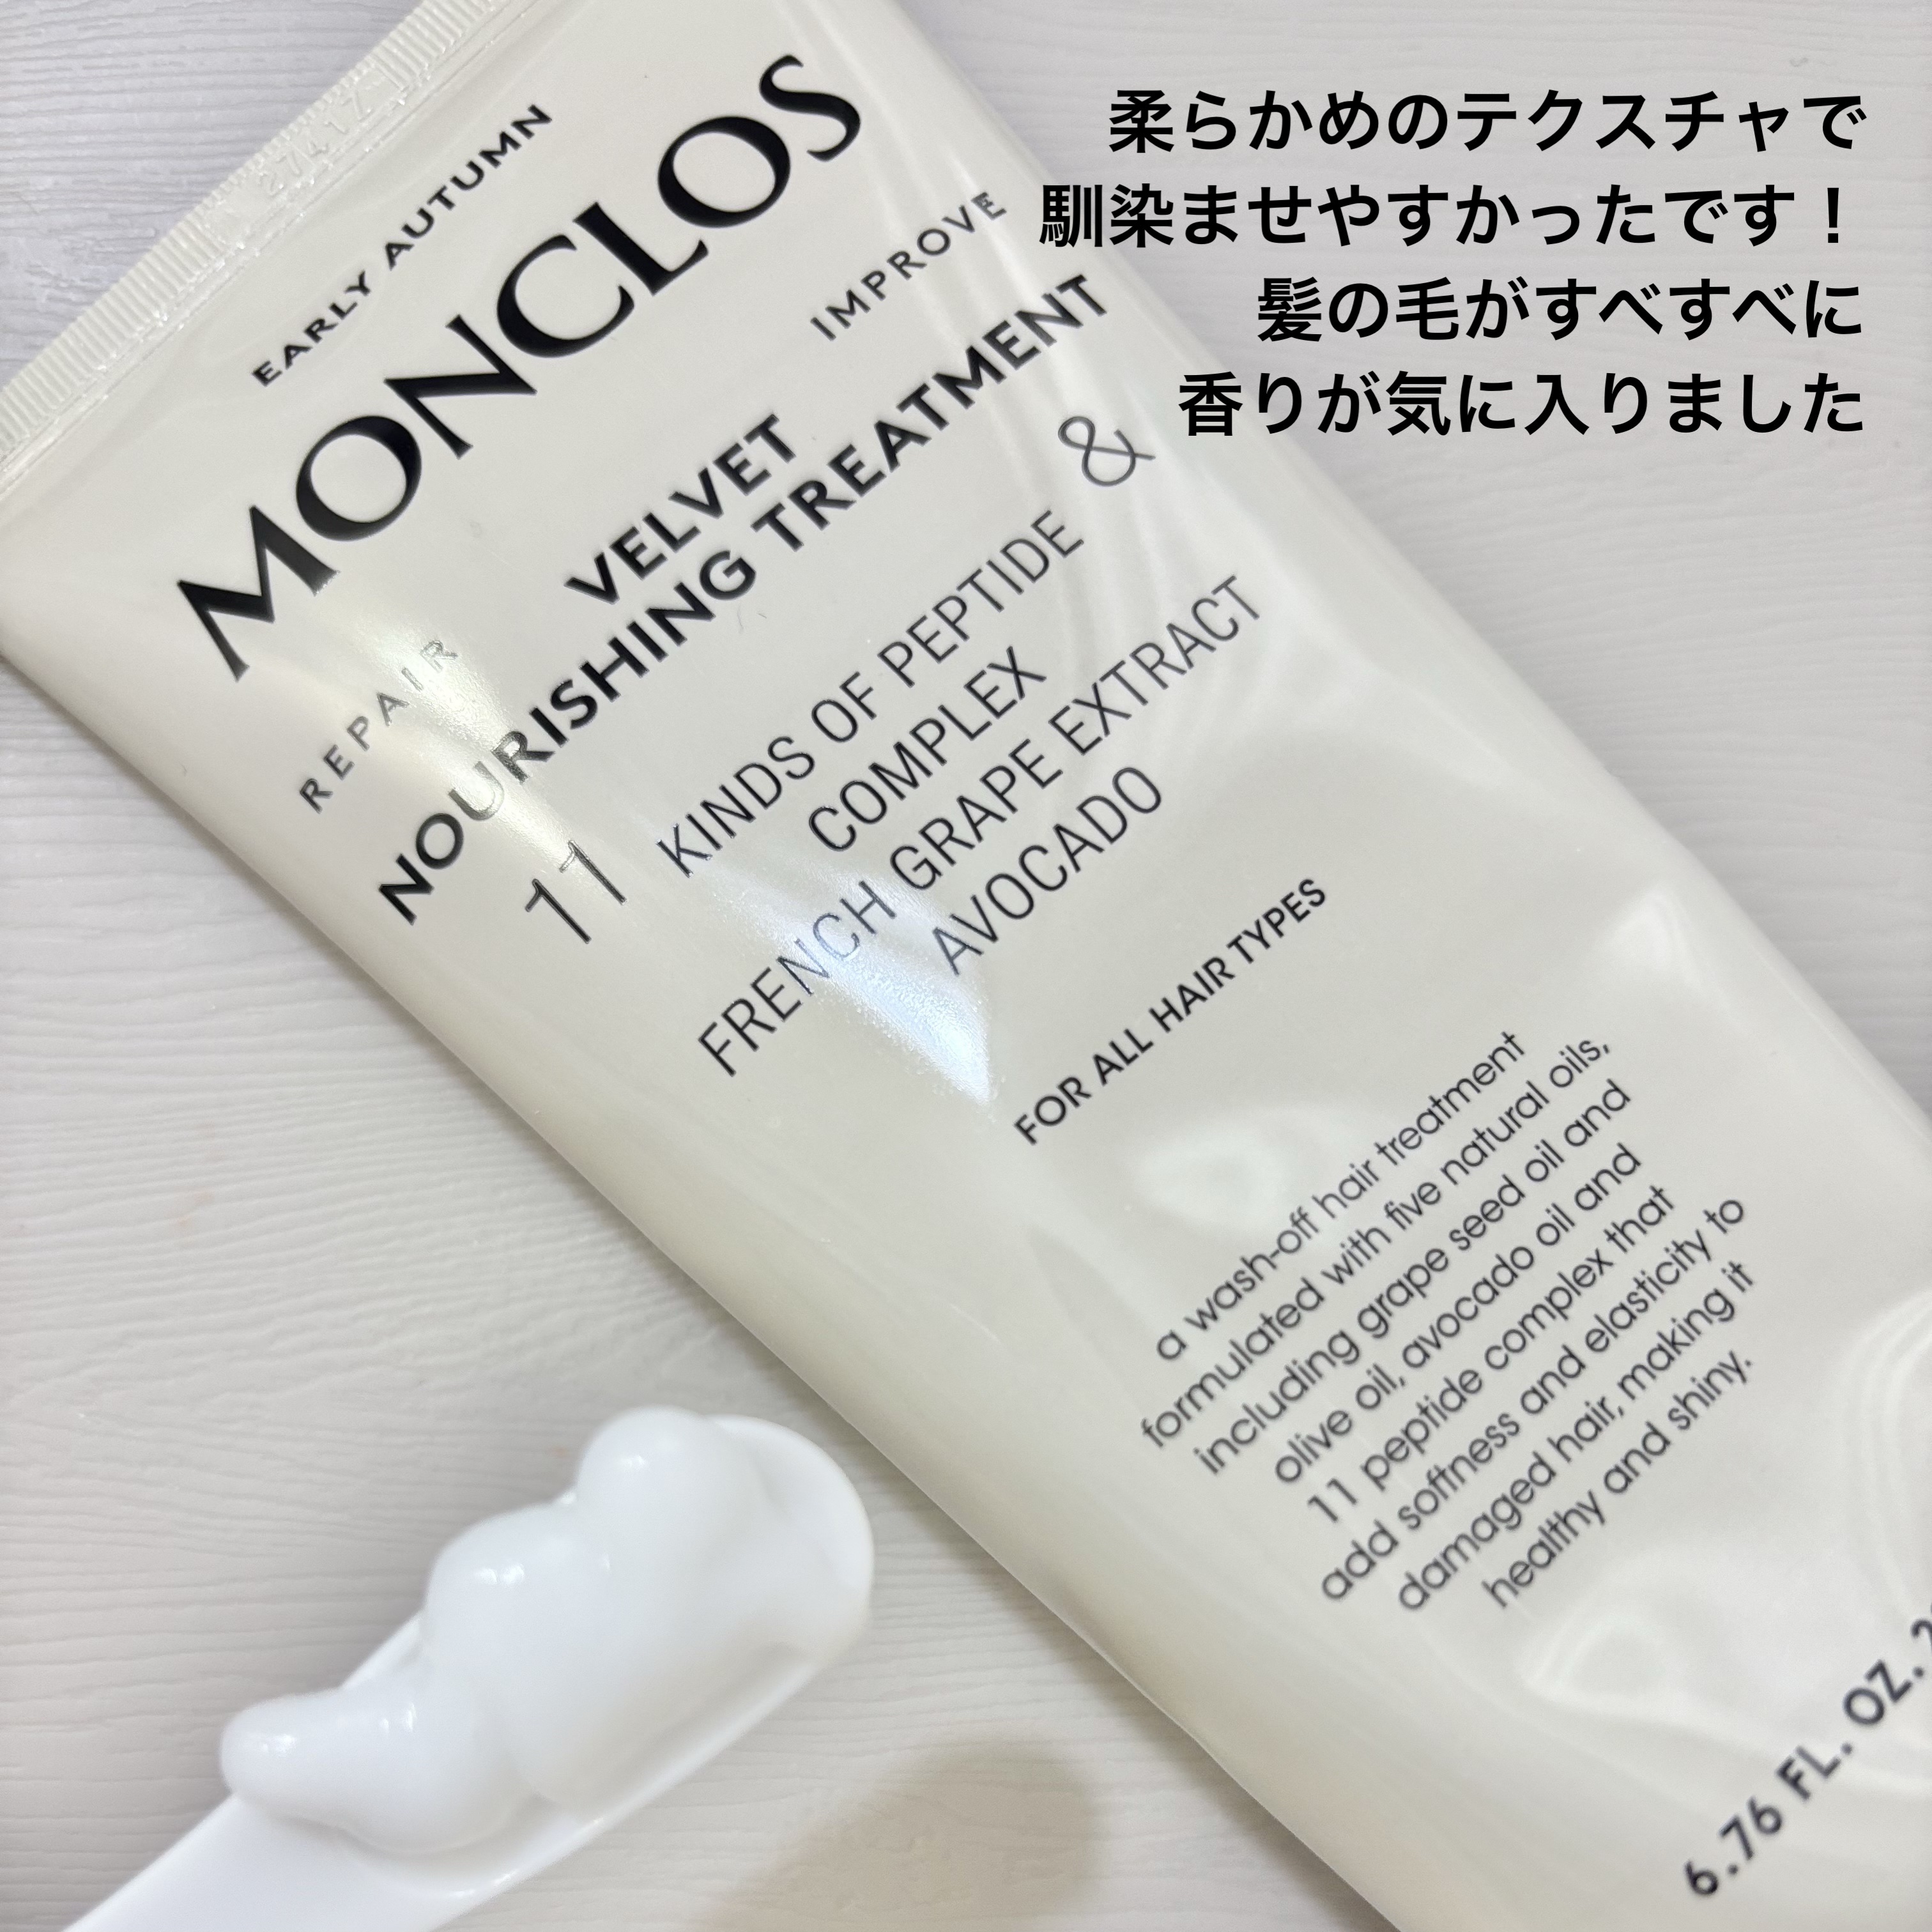 柔らかめのテクスチャで
馴染ませやすかったです！
髪の毛がすべすべに
香りが気に入りました
27417
EARLY AUTUMN
MONCLOS
REPAIR
IMPROVE
VELVET
NOURISHING TREATMENT
11
KINDS OF PEPTIDE
COMPLEX
&
FRENCH GRAPE EXTRACT
AVOCADO
FOR ALL HAIR TYPES
a wash-off hair treatment
formulated with five natural oils,
including grape seed oil and
olive oil, avocado oil and
11 peptide complex that
add softness and elasticity to
damaged hair, making it
healthy and shiny.
6.76 FL. OZ.